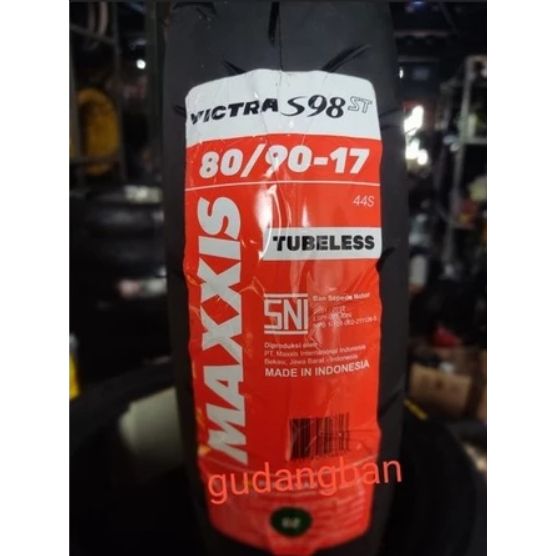 VICTRA S98 ST
80/90-17
44S
TUBELESS
MAXXIS
SNI
Ban Sepeda Motor
Diproduksi oleh:
PT. Maxxis International Indonesia
Bekasi, Jawa Barat - Indonesia
MADE IN INDONESIA
gudangban